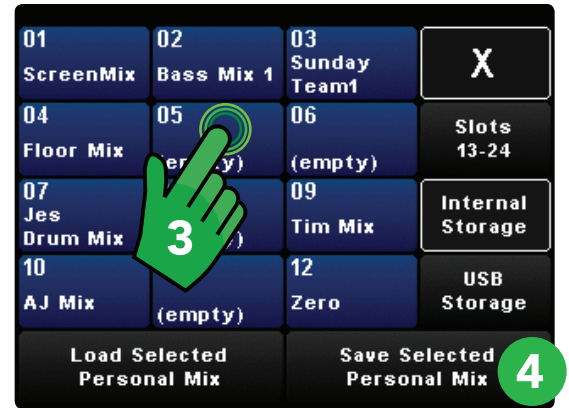 01
ScreenMix
02
Bass Mix 1
03
Sunday
Team1
X
04
Floor Mix
05
06
(empty)
Slots
13-24
07
Jes
Drum Mix
3
09
Tim Mix
Internal
Storage
10
AJ Mix
(empty)
12
Zero
USB
Storage
Load Selected
Personal Mix
Save Selected
Personal Mix
4